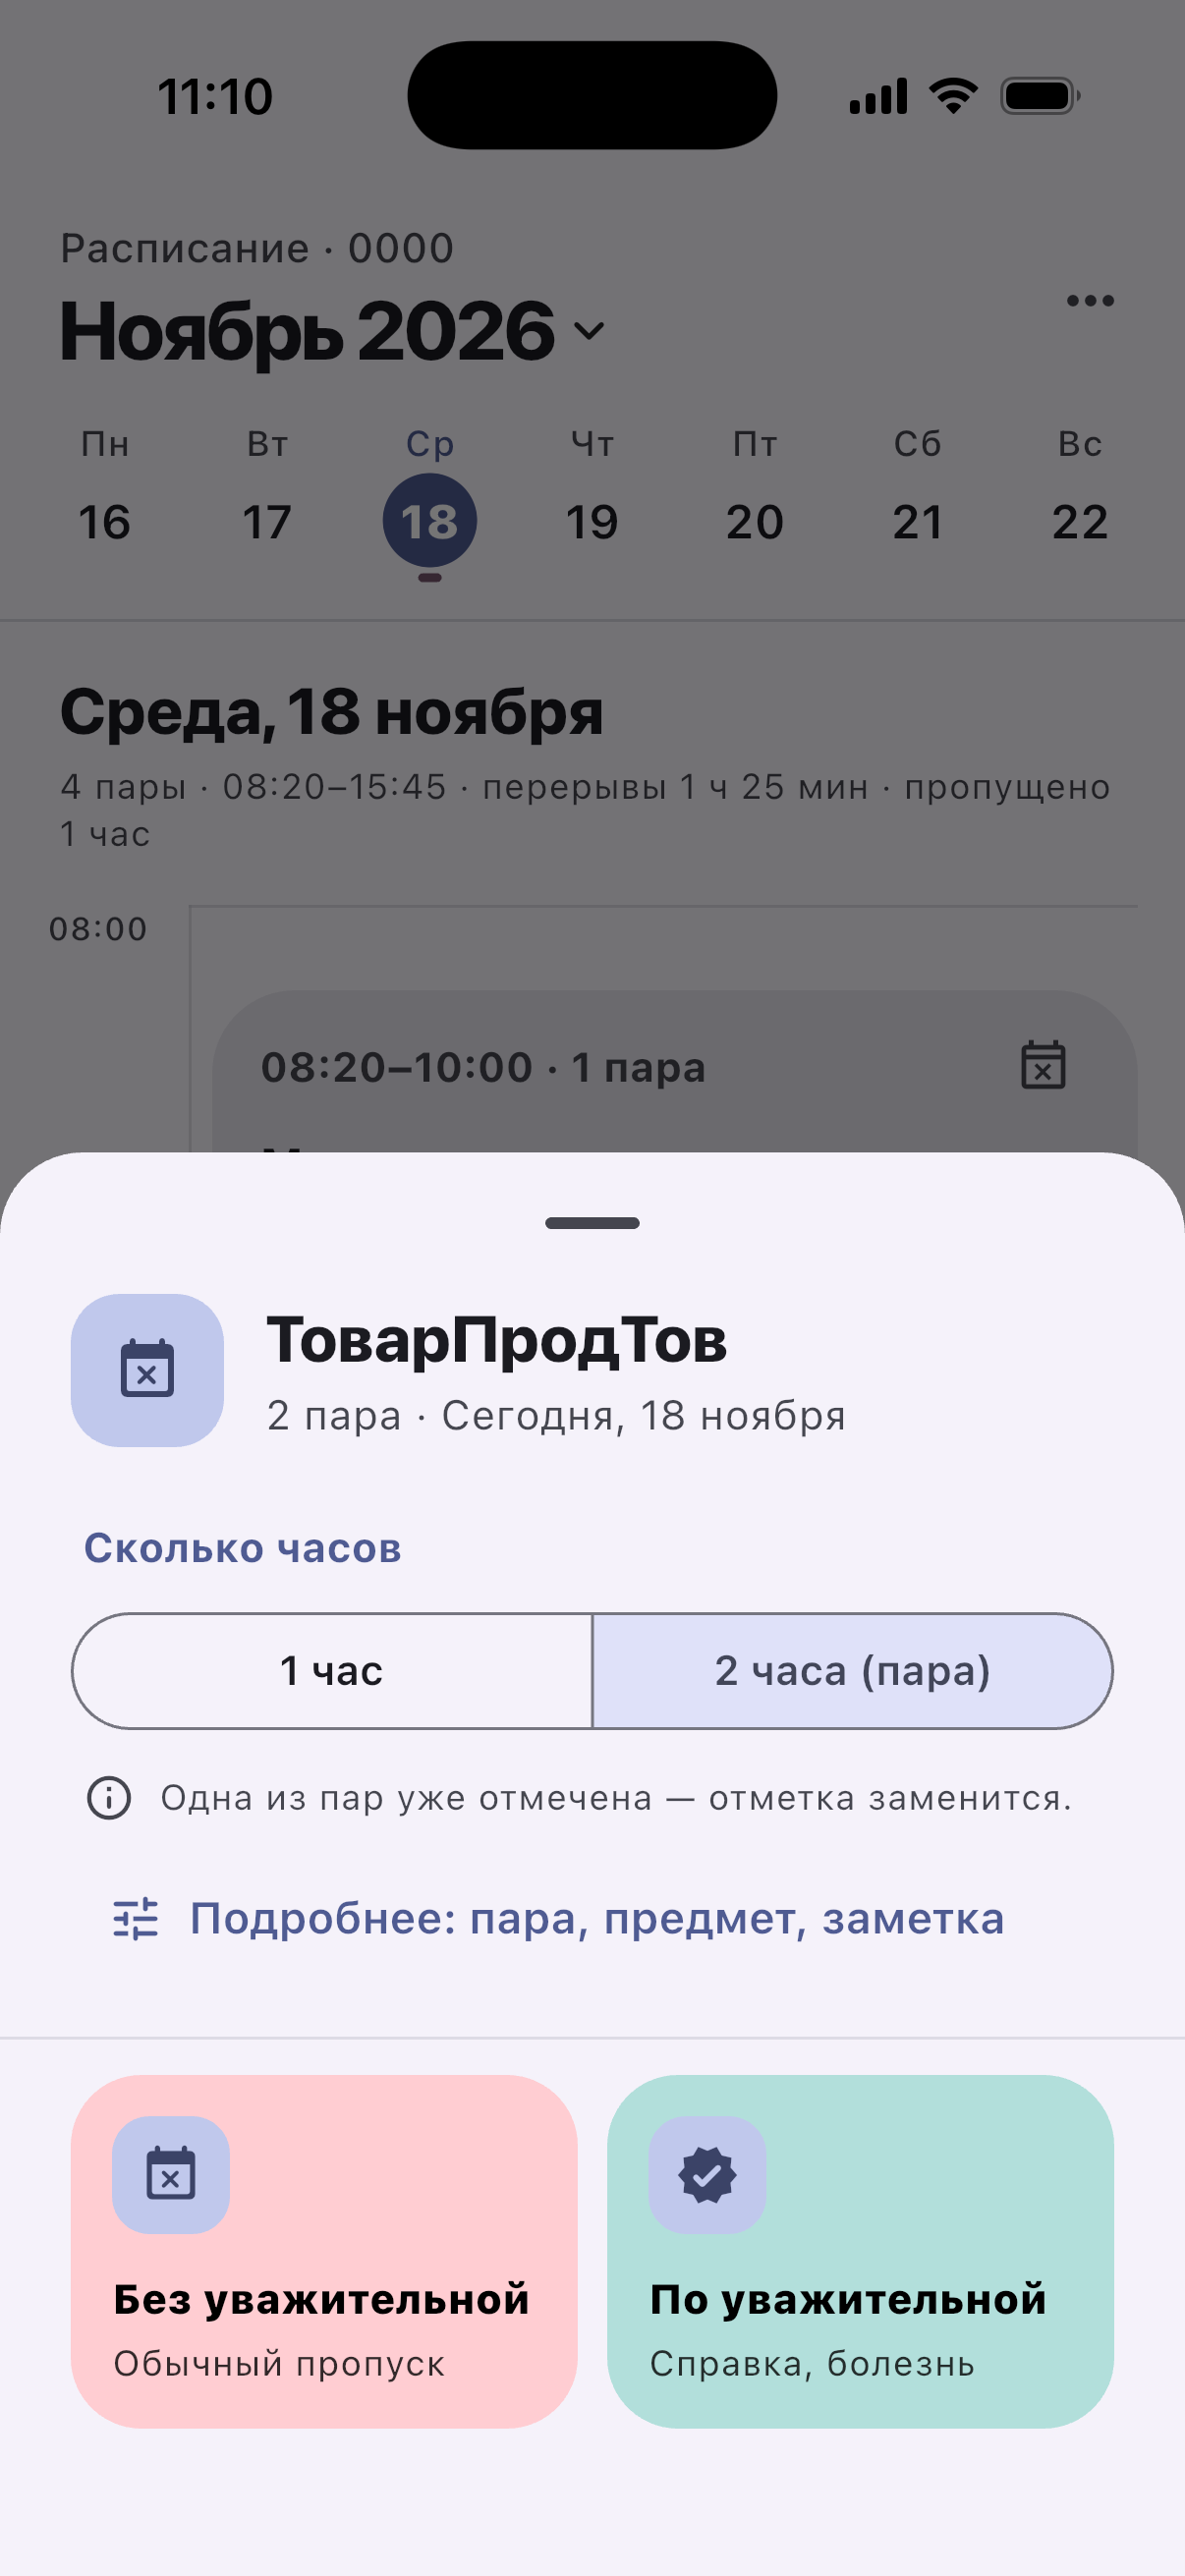 11:10
Расписание · 0000
Ноябрь 2026
Пн Вт Ср Чт Пт Сб Вс
16 17 18 19 20 21 22
Среда, 18 ноября
4 пары · 08:20–15:45 · перерывы 1 ч 25 мин · пропущено
1 час
08:00
08:20–10:00 · 1 пара
ТоварПродТов
2 пара · Сегодня, 18 ноября
Сколько часов
1 час
2 часа (пара)
Одна из пар уже отмечена — отметка заменится.
Подробнее: пара, предмет, заметка
Без уважительной
Обычный пропуск
По уважительной
Справка, болезнь